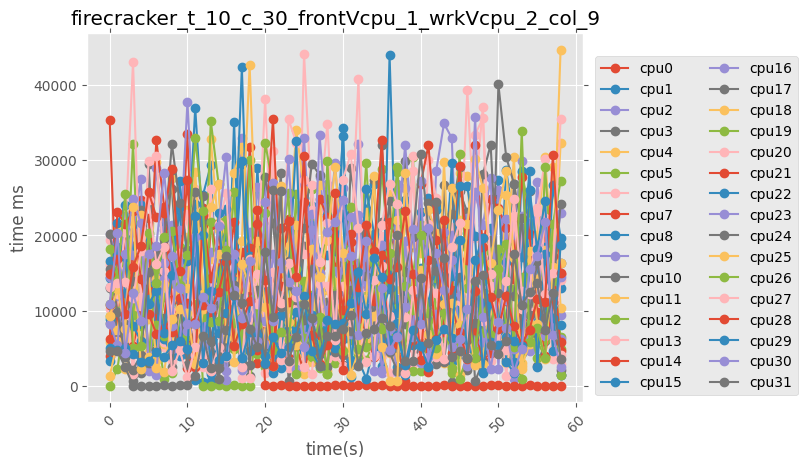 firecracker_t_10_c_30_frontVcpu_1_wrkVcpu_2_col_9
time ms
40000
30000
20000
10000
0
0
10
20
30
40
50
60
time(s)
cpu0
cpu1
cpu2
cpu3
cpu4
cpu5
cpu6
cpu7
cpu8
cpu9
cpu10
cpu11
cpu12
cpu13
cpu14
cpu15
cpu16
cpu17
cpu18
cpu19
cpu20
cpu21
cpu22
cpu23
cpu24
cpu25
cpu26
cpu27
cpu28
cpu29
cpu30
cpu31